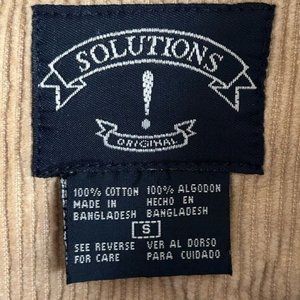 SOLUTIONS
!
ORIGINAL
100% COTTON 100% ALGODON
MADE IN HECHO EN
BANGLADESH BANGLADESH
S
SEE REVERSE VER AL DORSO
FOR CARE PARA CUIDADO